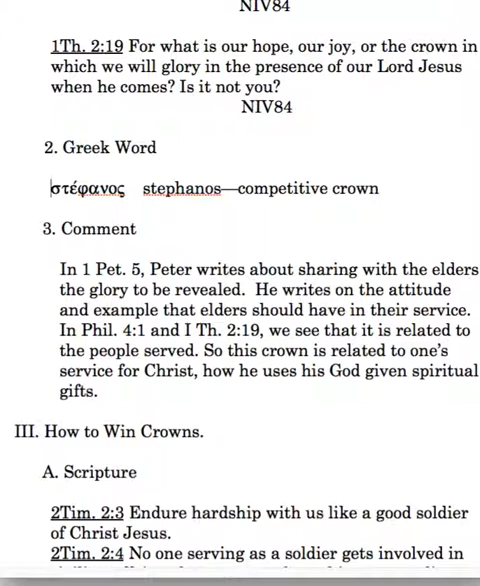 NIV84
1Th. 2:19 For what is our hope, our joy, or the crown in
which we will glory in the presence of our Lord Jesus
when he comes? Is it not you?
NIV84
2. Greek Word
στέφανος stephanos—competitive crown
3. Comment
In 1 Pet. 5, Peter writes about sharing with the elders
the glory to be revealed. He writes on the attitude
and example that elders should have in their service.
In Phil. 4:1 and I Th. 2:19, we see that it is related to
the people served. So this crown is related to one's
service for Christ, how he uses his God given spiritual
gifts.
III. How to Win Crowns.
A. Scripture
2Tim. 2:3 Endure hardship with us like a good soldier
of Christ Jesus.
2Tim. 2:4 No one serving as a soldier gets involved in